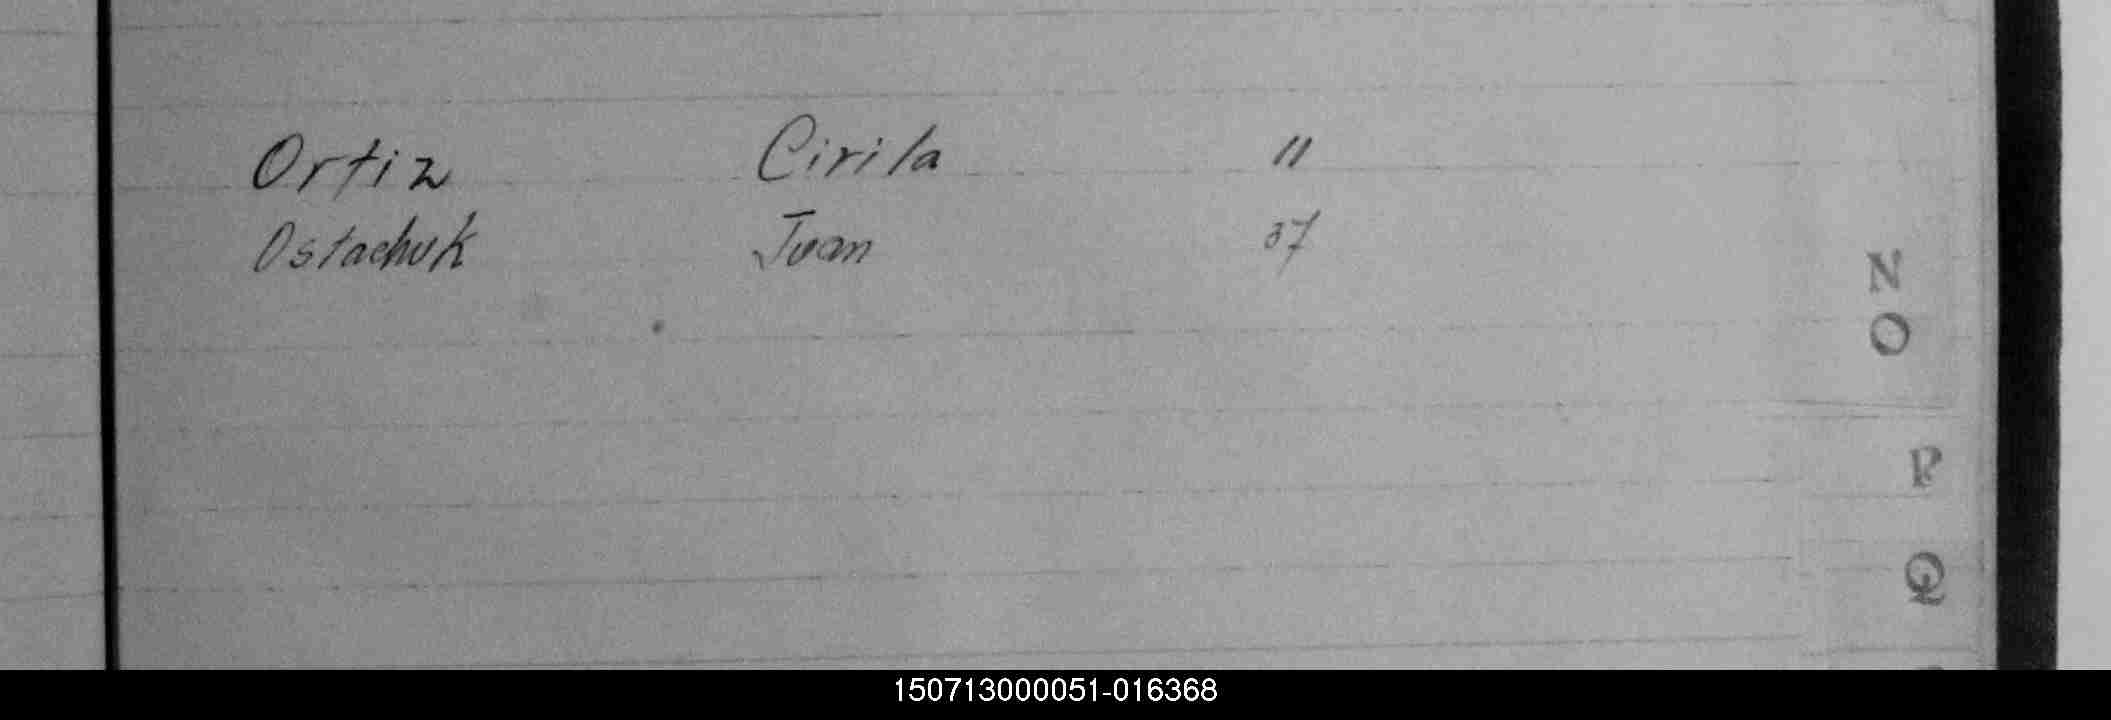 Ortiz Cirila 11
Ostachuk Juan 37
N
O
P
Q
150713000051-016368